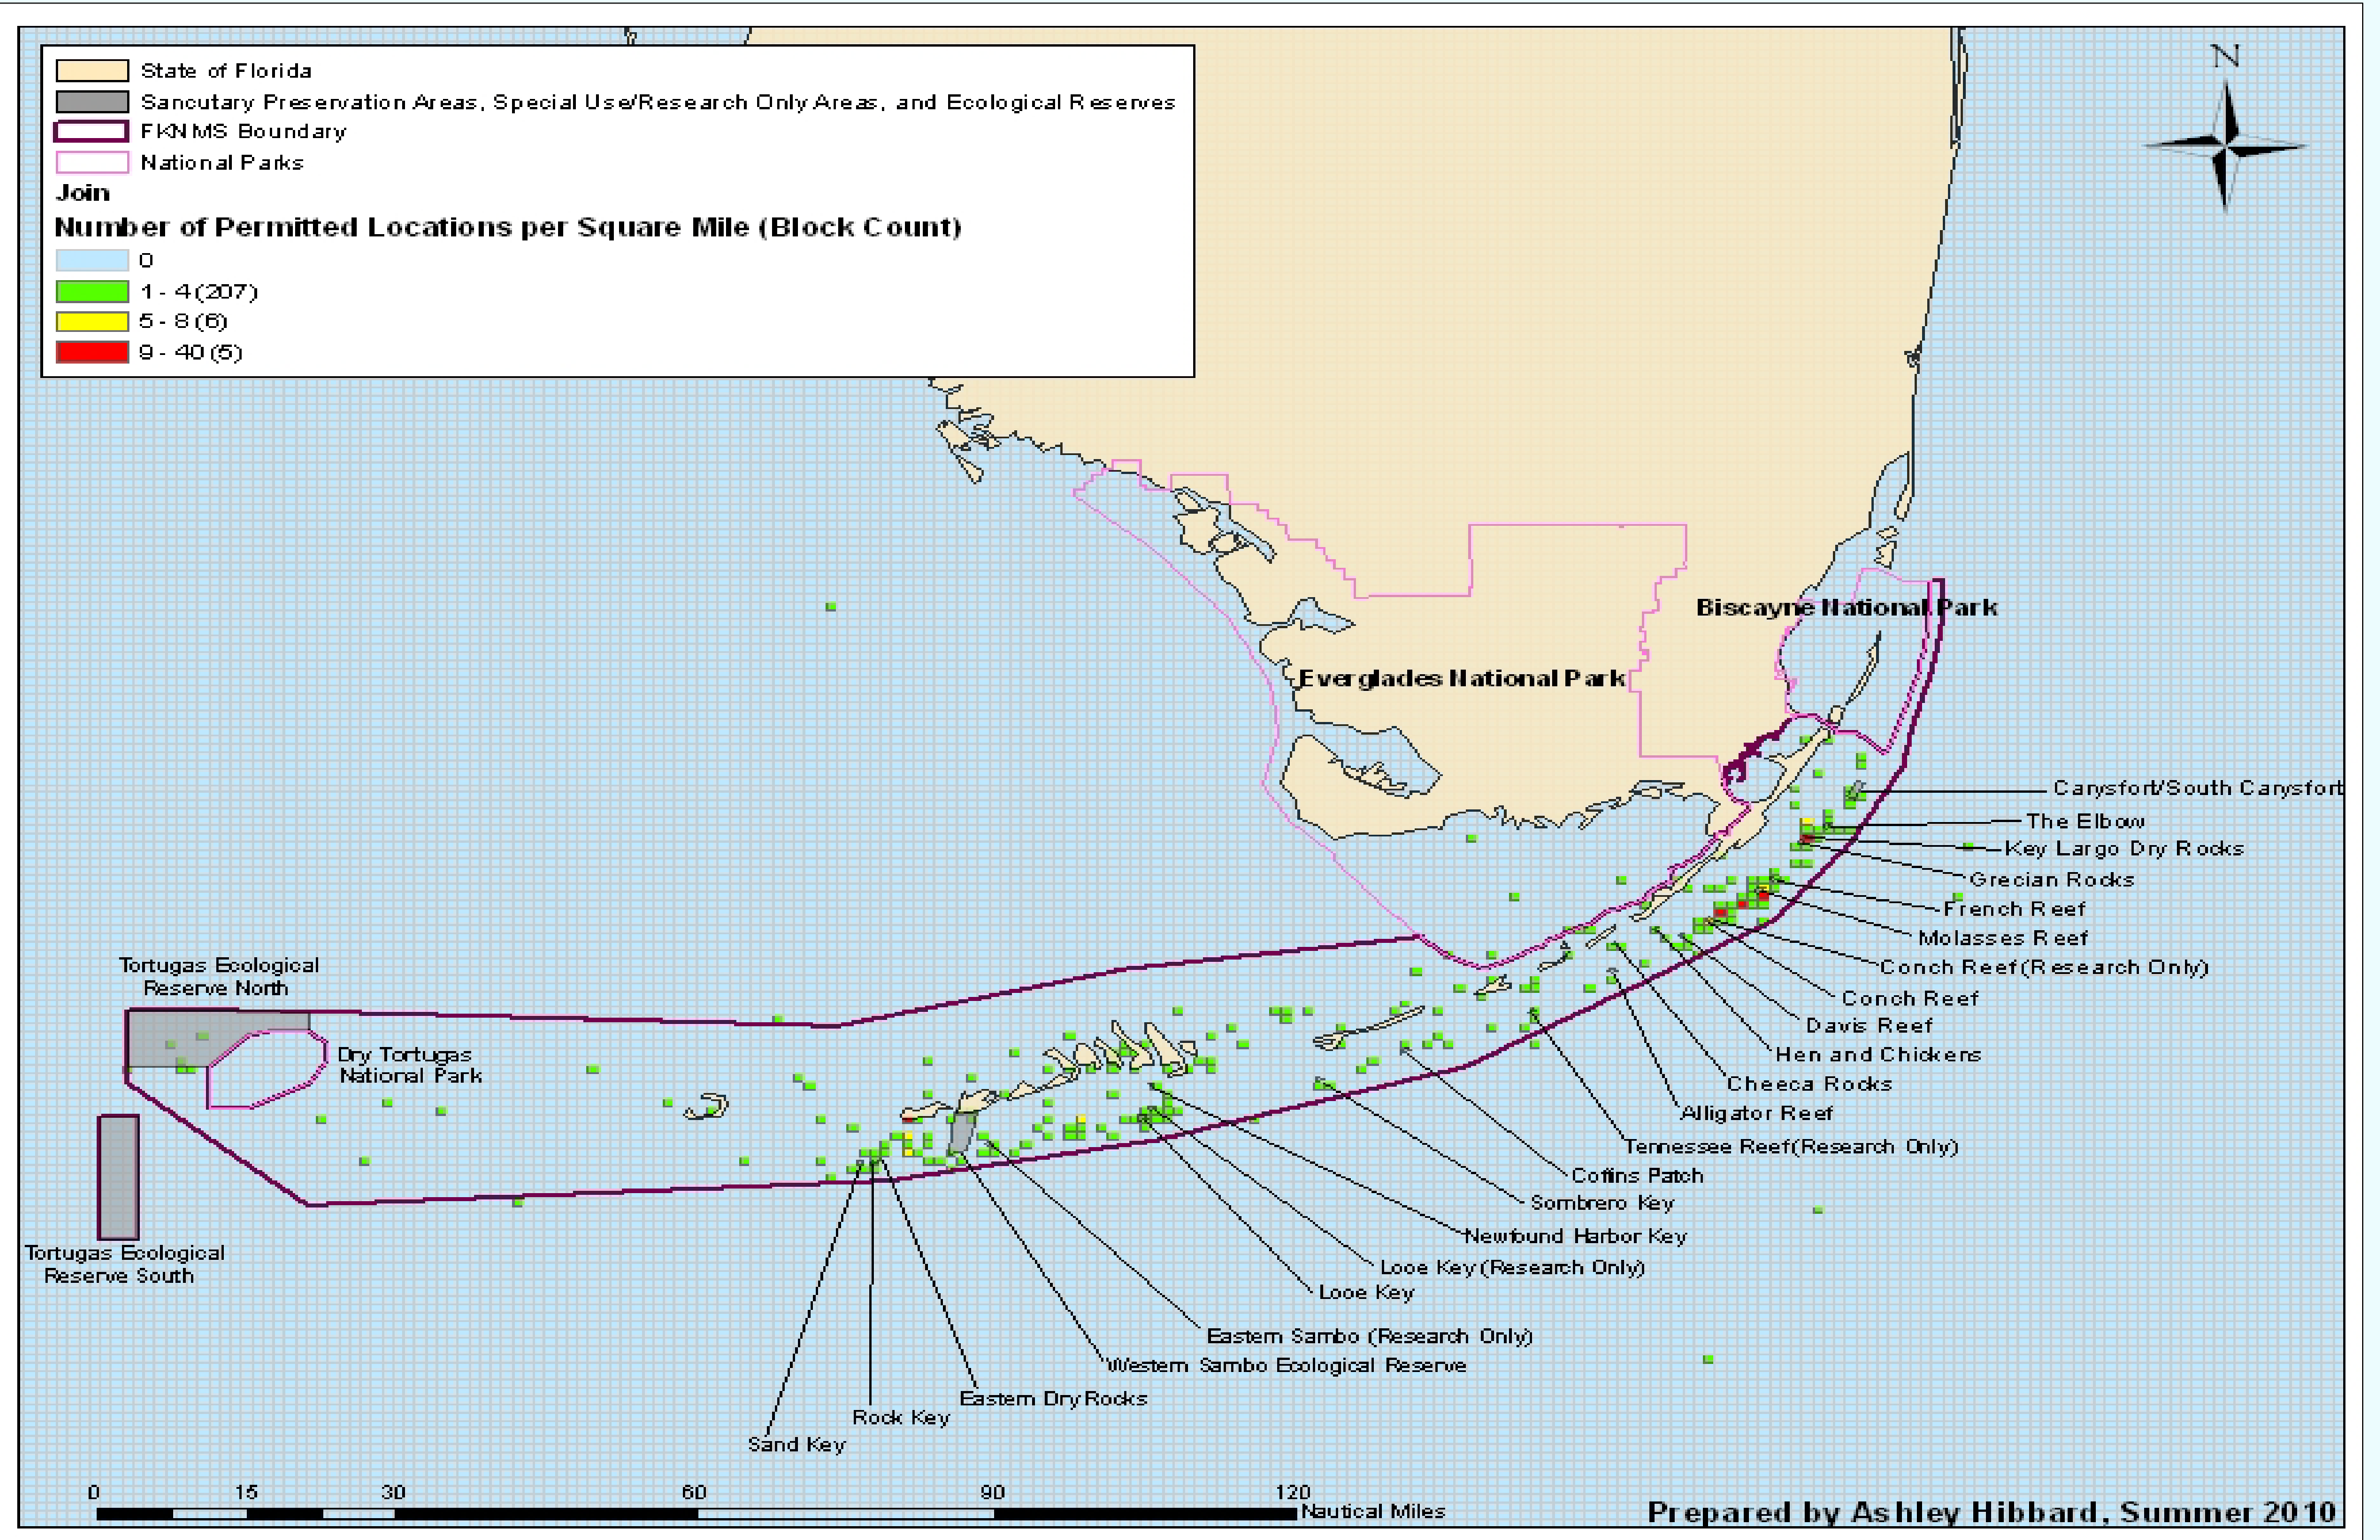 N
State of Florida
Sancutary Preservation Areas, Special Use/Research Only Areas, and Ecological Reserves
FKNMS Boundary
National Parks
Join
Number of Permitted Locations per Square Mile (Block Count)
0
1 - 4 (207)
5 - 8 (6)
9 - 40 (5)
Biscayne National Park
Everglades National Park
Carysfort/South Carysfort
The Elbow
Key Largo Dry Rocks
Grecian Rocks
French Reef
Molasses Reef
Conch Reef (Research Only)
Conch Reef
Davis Reef
Hen and Chickens
Cheeca Rocks
Alligator Reef
Tennessee Reef (Research Only)
Coffins Patch
Sombrero Key
Newfound Harbor Key
Looe Key (Research Only)
Looe Key
Eastern Sambo (Research Only)
Western Sambo Ecological Reserve
Eastern Dry Rocks
Rock Key
Sand Key
Tortugas Ecological
Reserve North
Dry Tortugas
National Park
Tortugas Ecological
Reserve South
0 15 30 60 90 120
Nautical Miles
Prepared by Ashley Hibbard, Summer 2010